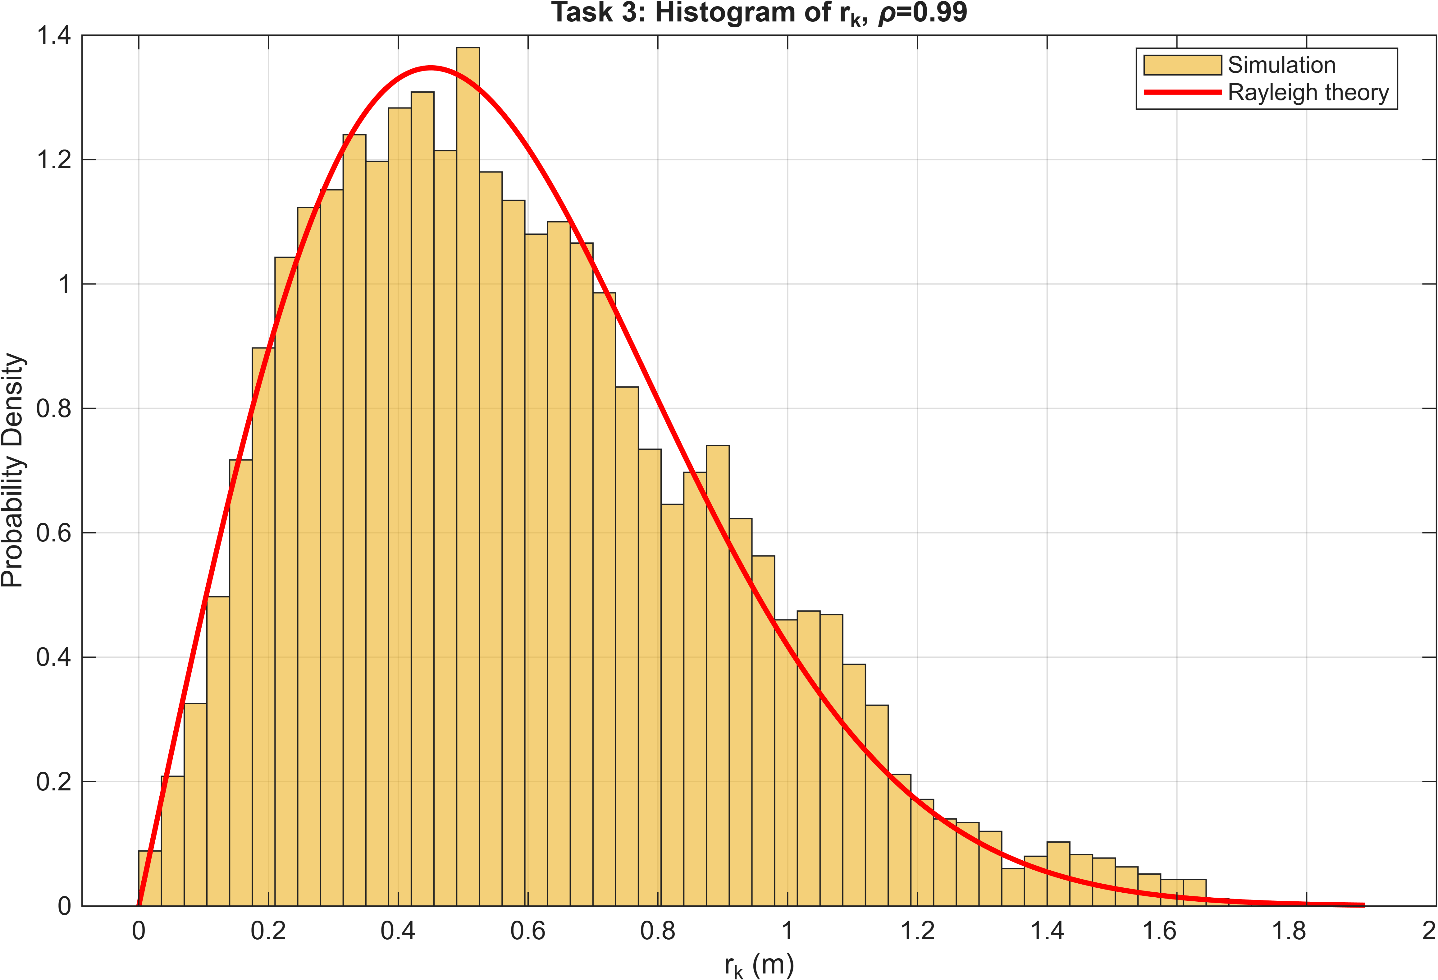 Task 3: Histogram of rₖ, ρ=0.99
Simulation
Rayleigh theory
Probability Density
1.4
1.2
1
0.8
0.6
0.4
0.2
0
0 0.2 0.4 0.6 0.8 1 1.2 1.4 1.6 1.8 2
rₖ (m)